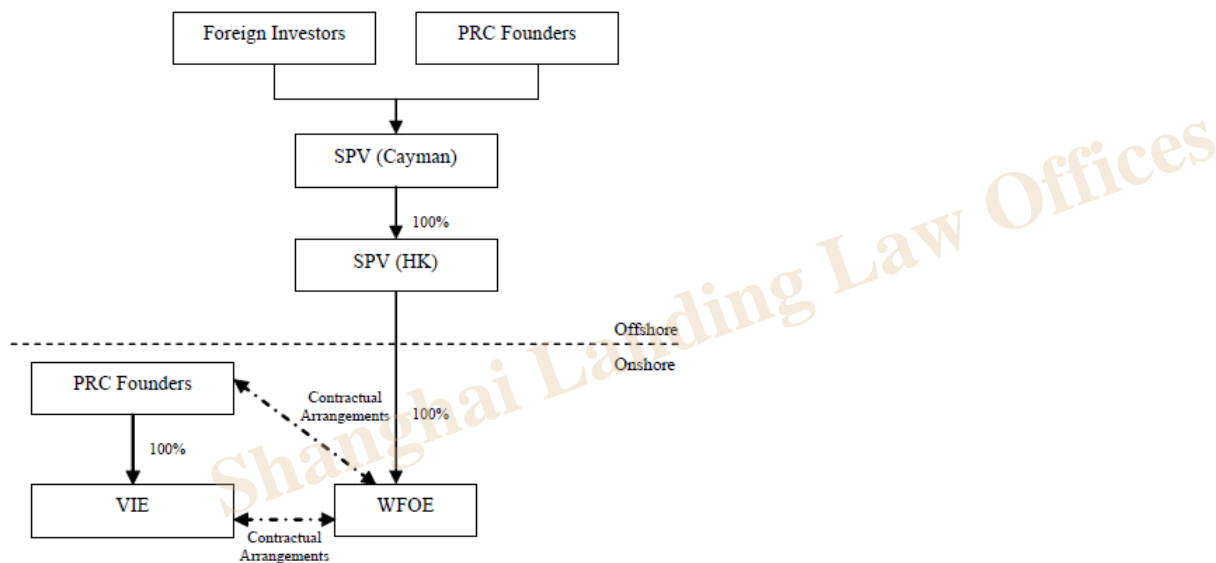 Foreign Investors
PRC Founders
SPV (Cayman)
100%
SPV (HK)
Offshore
Onshore
PRC Founders
Contractual
Arrangements
100%
100%
VIE
WFOE
Contractual
Arrangements
Shanghai Landing Law Offices